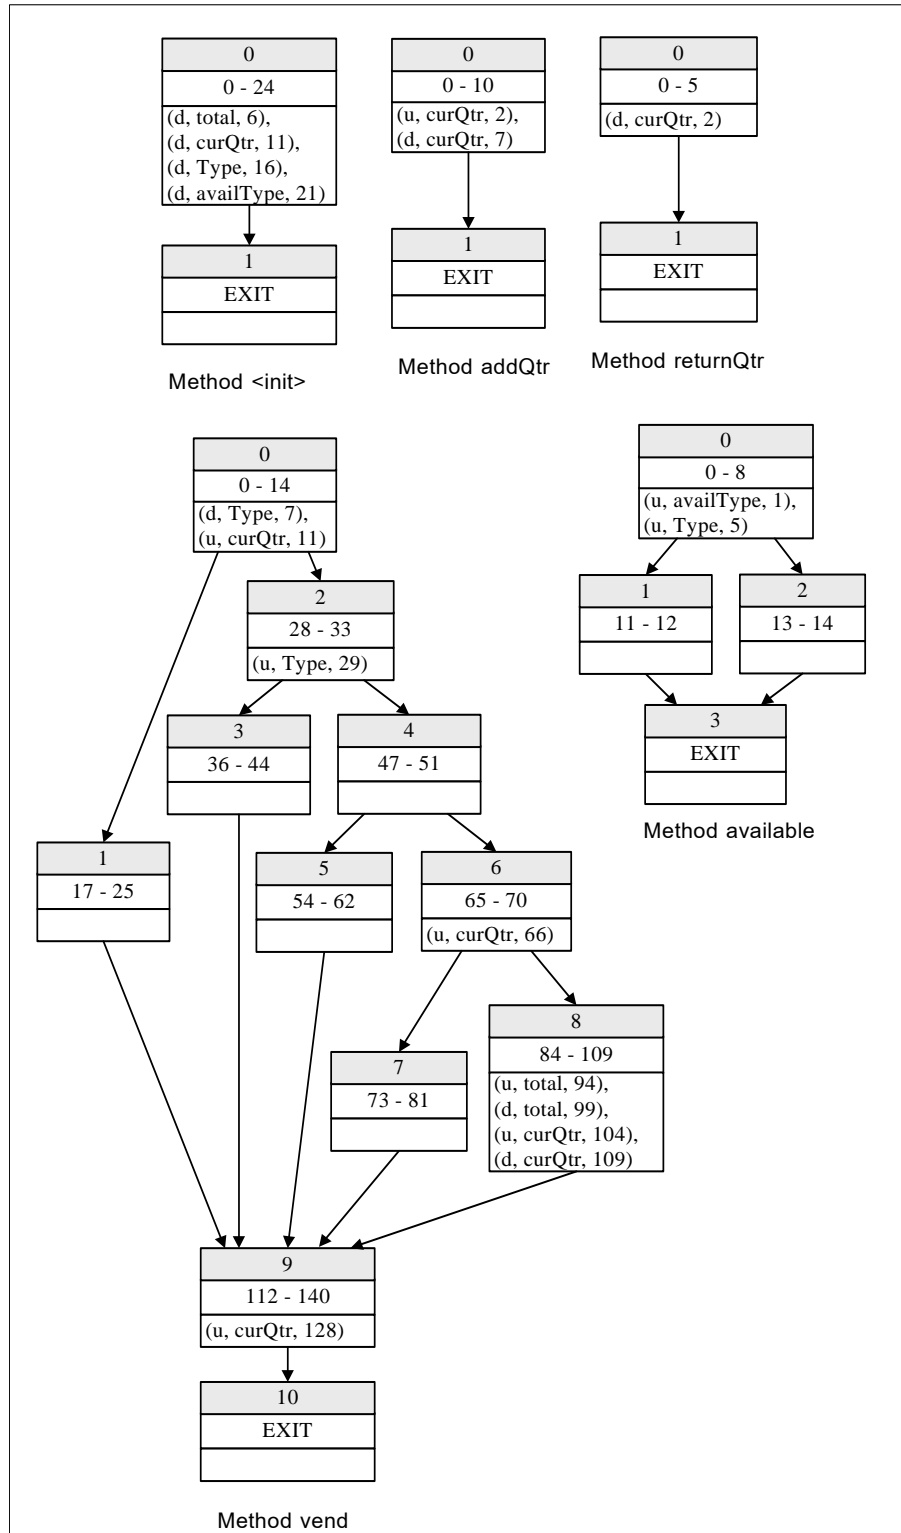 0
0 - 24
(d, total, 6),
(d, curQtr, 11),
(d, Type, 16),
(d, availType, 21)
1
EXIT
Method <init>
0
0 - 10
(u, curQtr, 2),
(d, curQtr, 7)
1
EXIT
Method addQtr
0
0 - 5
(d, curQtr, 2)
1
EXIT
Method returnQtr
0
0 - 14
(d, Type, 7),
(u, curQtr, 11)
2
28 - 33
(u, Type, 29)
3
36 - 44
4
47 - 51
1
17 - 25
5
54 - 62
6
65 - 70
(u, curQtr, 66)
7
73 - 81
8
84 - 109
(u, total, 94),
(d, total, 99),
(u, curQtr, 104),
(d, curQtr, 109)
9
112 - 140
(u, curQtr, 128)
10
EXIT
Method vend
0
0 - 8
(u, availType, 1),
(u, Type, 5)
1
11 - 12
2
13 - 14
3
EXIT
Method available